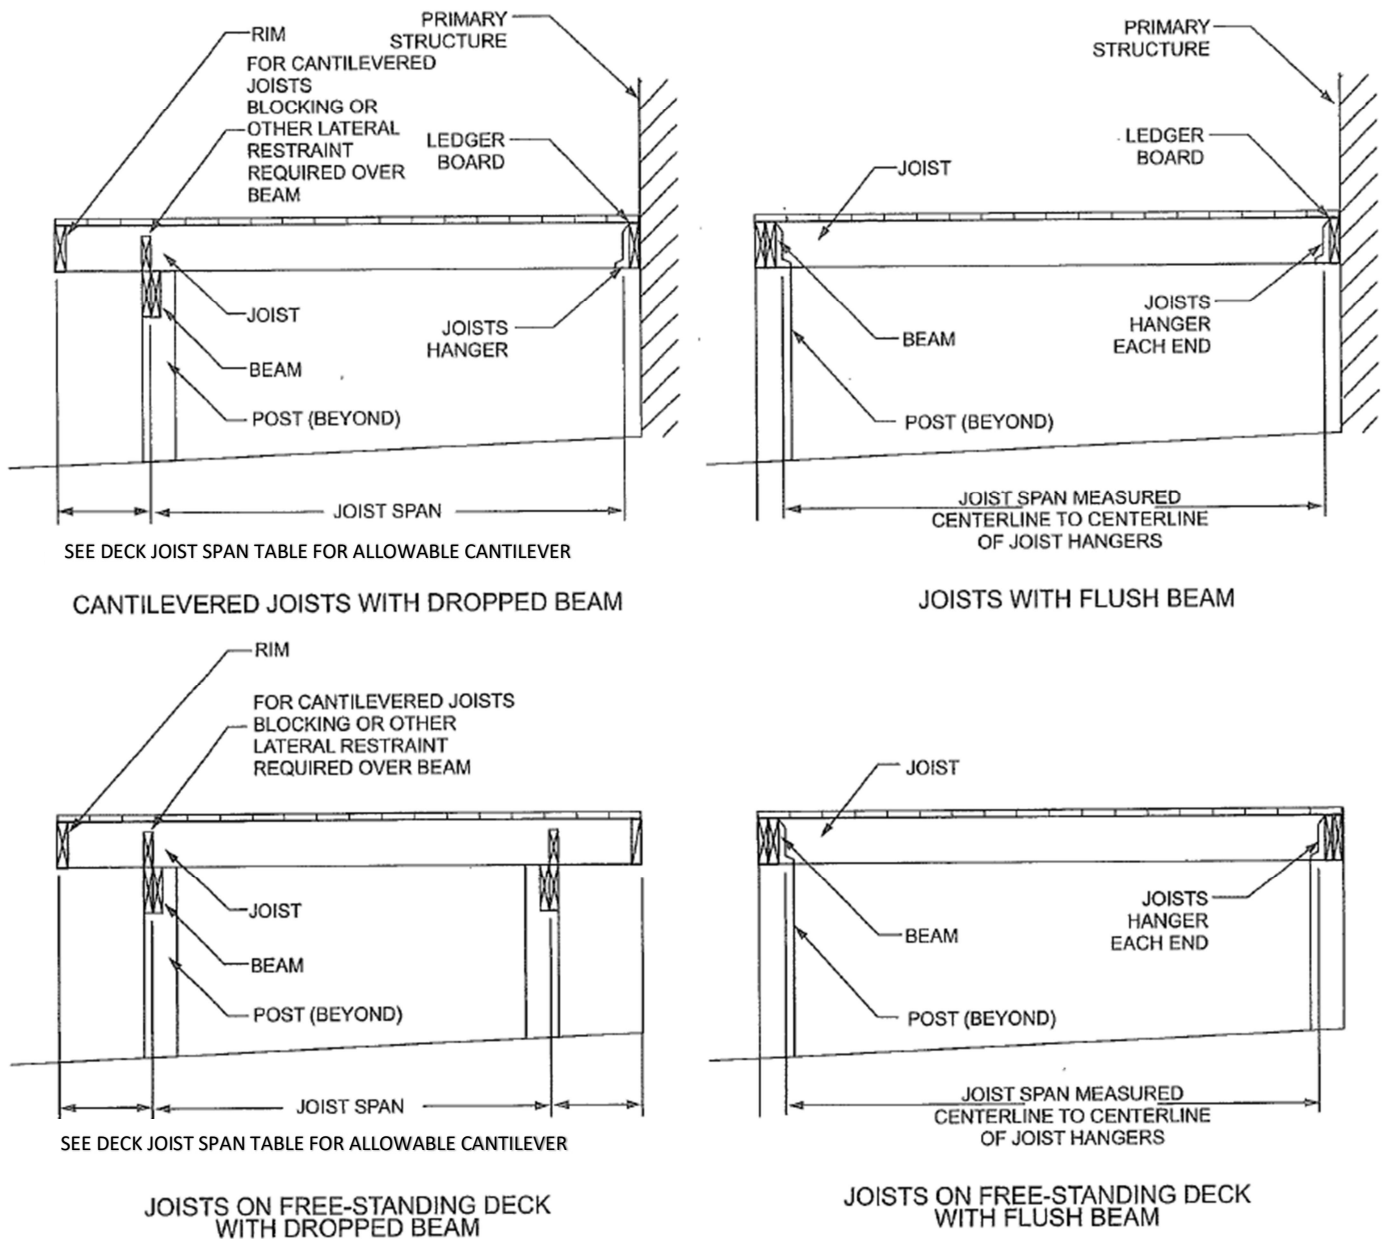 RIM
FOR CANTILEVERED
JOISTS
BLOCKING OR
OTHER LATERAL
RESTRAINT
REQUIRED OVER
BEAM
PRIMARY
STRUCTURE
LEDGER
BOARD
JOIST
BEAM
POST (BEYOND)
JOISTS
HANGER
JOIST SPAN
SEE DECK JOIST SPAN TABLE FOR ALLOWABLE CANTILEVER
CANTILEVERED JOISTS WITH DROPPED BEAM
PRIMARY
STRUCTURE
LEDGER
BOARD
JOIST
JOISTS
HANGER
EACH END
BEAM
POST (BEYOND)
JOIST SPAN MEASURED
CENTERLINE TO CENTERLINE
OF JOIST HANGERS
JOISTS WITH FLUSH BEAM
RIM
FOR CANTILEVERED JOISTS
BLOCKING OR OTHER
LATERAL RESTRAINT
REQUIRED OVER BEAM
JOIST
BEAM
POST (BEYOND)
JOIST SPAN
SEE DECK JOIST SPAN TABLE FOR ALLOWABLE CANTILEVER
JOISTS ON FREE-STANDING DECK
WITH DROPPED BEAM
JOIST
JOISTS
HANGER
EACH END
BEAM
POST (BEYOND)
JOIST SPAN MEASURED
CENTERLINE TO CENTERLINE
OF JOIST HANGERS
JOISTS ON FREE-STANDING DECK
WITH FLUSH BEAM